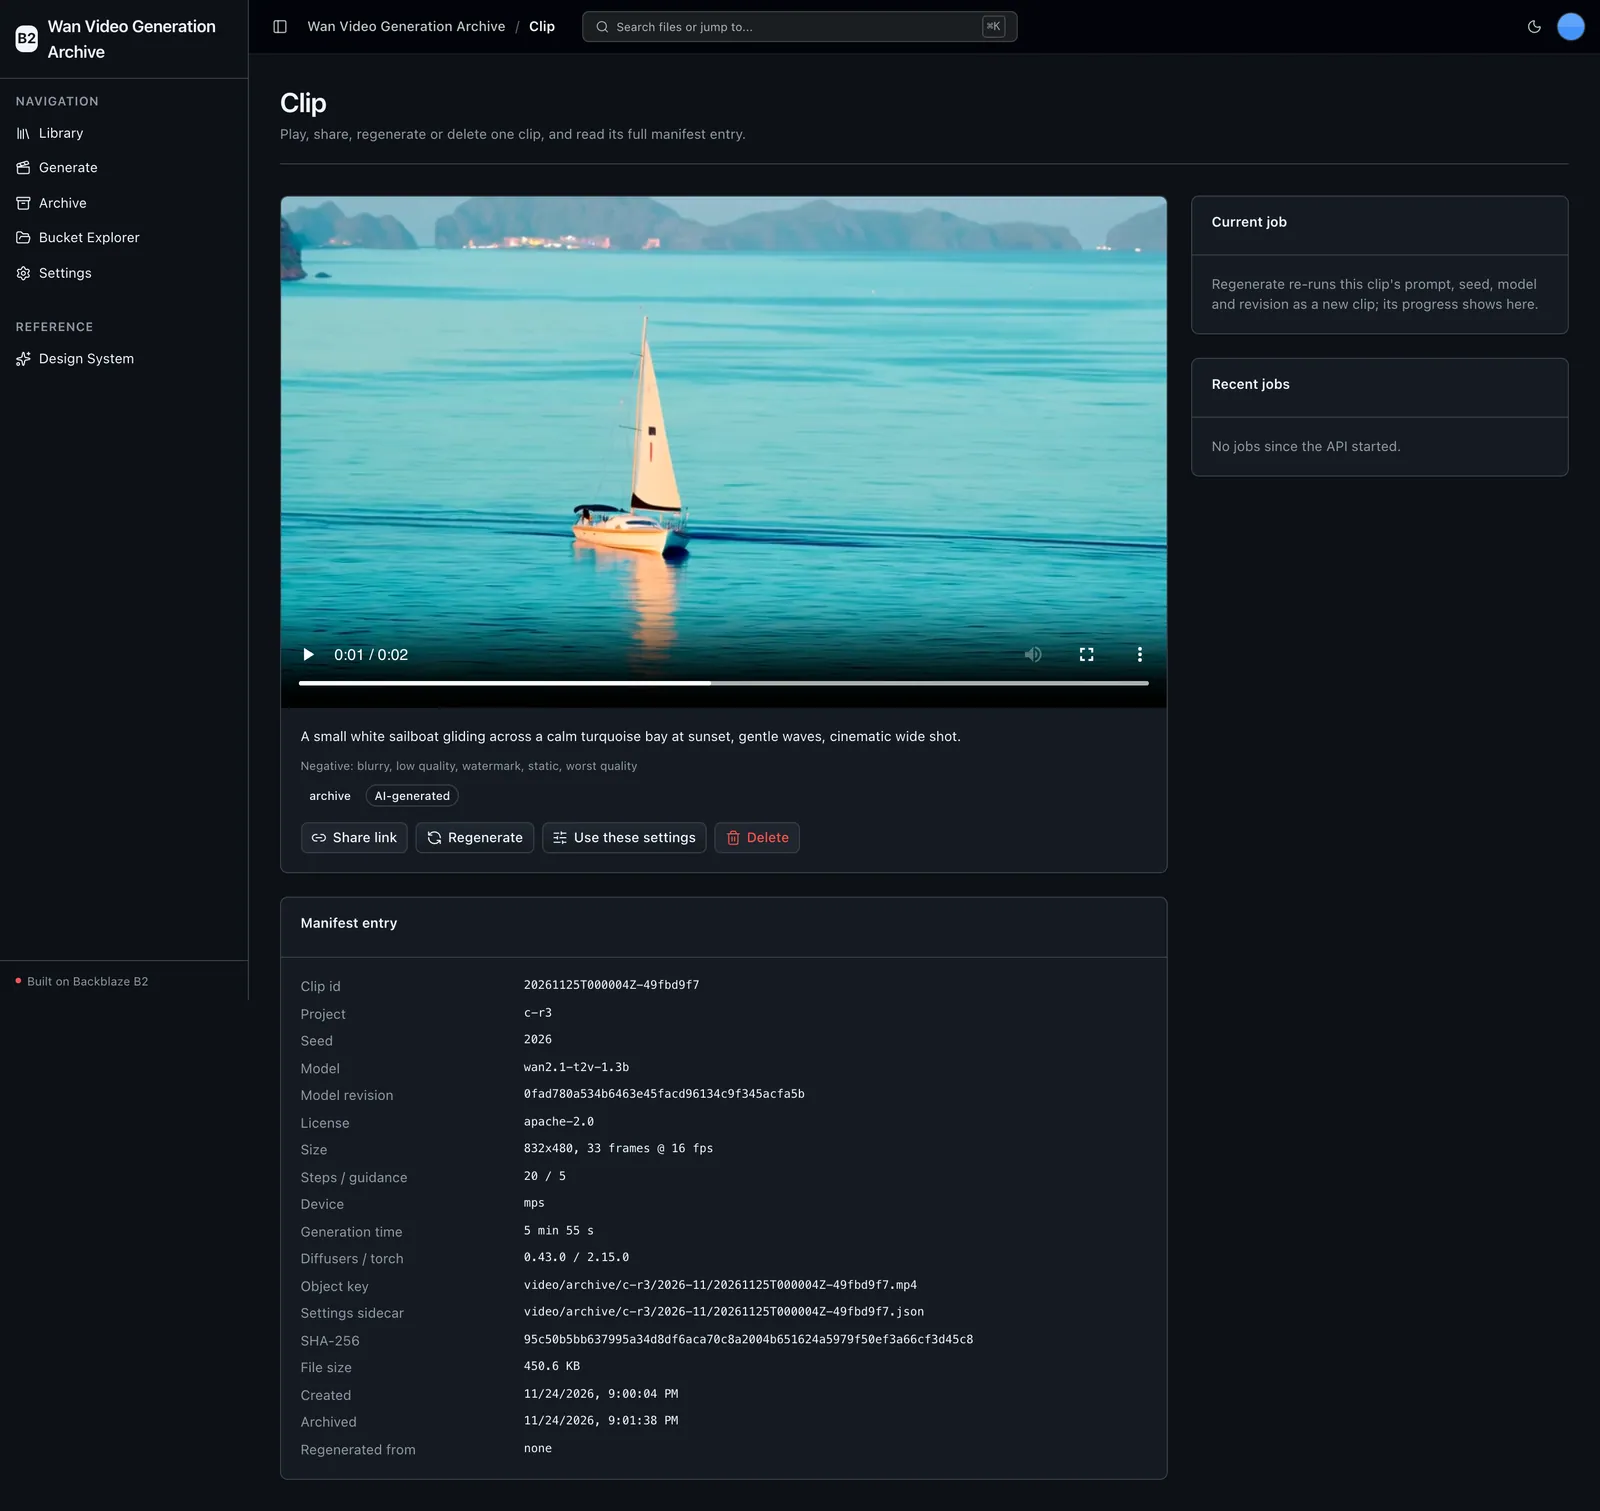 B2
Wan Video Generation
Archive
Wan Video Generation Archive / Clip
Search files or jump to...
⌘K
NAVIGATION
Library
Generate
Archive
Bucket Explorer
Settings
REFERENCE
Design System
Built on Backblaze B2
Clip
Play, share, regenerate or delete one clip, and read its full manifest entry.
0:01 / 0:02
A small white sailboat gliding across a calm turquoise bay at sunset, gentle waves, cinematic wide shot.
Negative: blurry, low quality, watermark, static, worst quality
archive AI-generated
Share link Regenerate Use these settings Delete
Current job
Regenerate re-runs this clip's prompt, seed, model
and revision as a new clip; its progress shows here.
Recent jobs
No jobs since the API started.
Manifest entry
Clip id 20261125T000004Z-49fbd9f7
Project c-r3
Seed 2026
Model wan2.1-t2v-1.3b
Model revision 0fad780a534b6463e45facd96134c9f345acfa5b
License apache-2.0
Size 832x480, 33 frames @ 16 fps
Steps / guidance 20 / 5
Device mps
Generation time 5 min 55 s
Diffusers / torch 0.43.0 / 2.15.0
Object key video/archive/c-r3/2026-11/20261125T000004Z-49fbd9f7.mp4
Settings sidecar video/archive/c-r3/2026-11/20261125T000004Z-49fbd9f7.json
SHA-256 95c50b5bb637995a34d8df6aca70c8a2004b651624a5979f50ef3a66cf3d45c8
File size 450.6 KB
Created 11/24/2026, 9:00:04 PM
Archived 11/24/2026, 9:01:38 PM
Regenerated from none